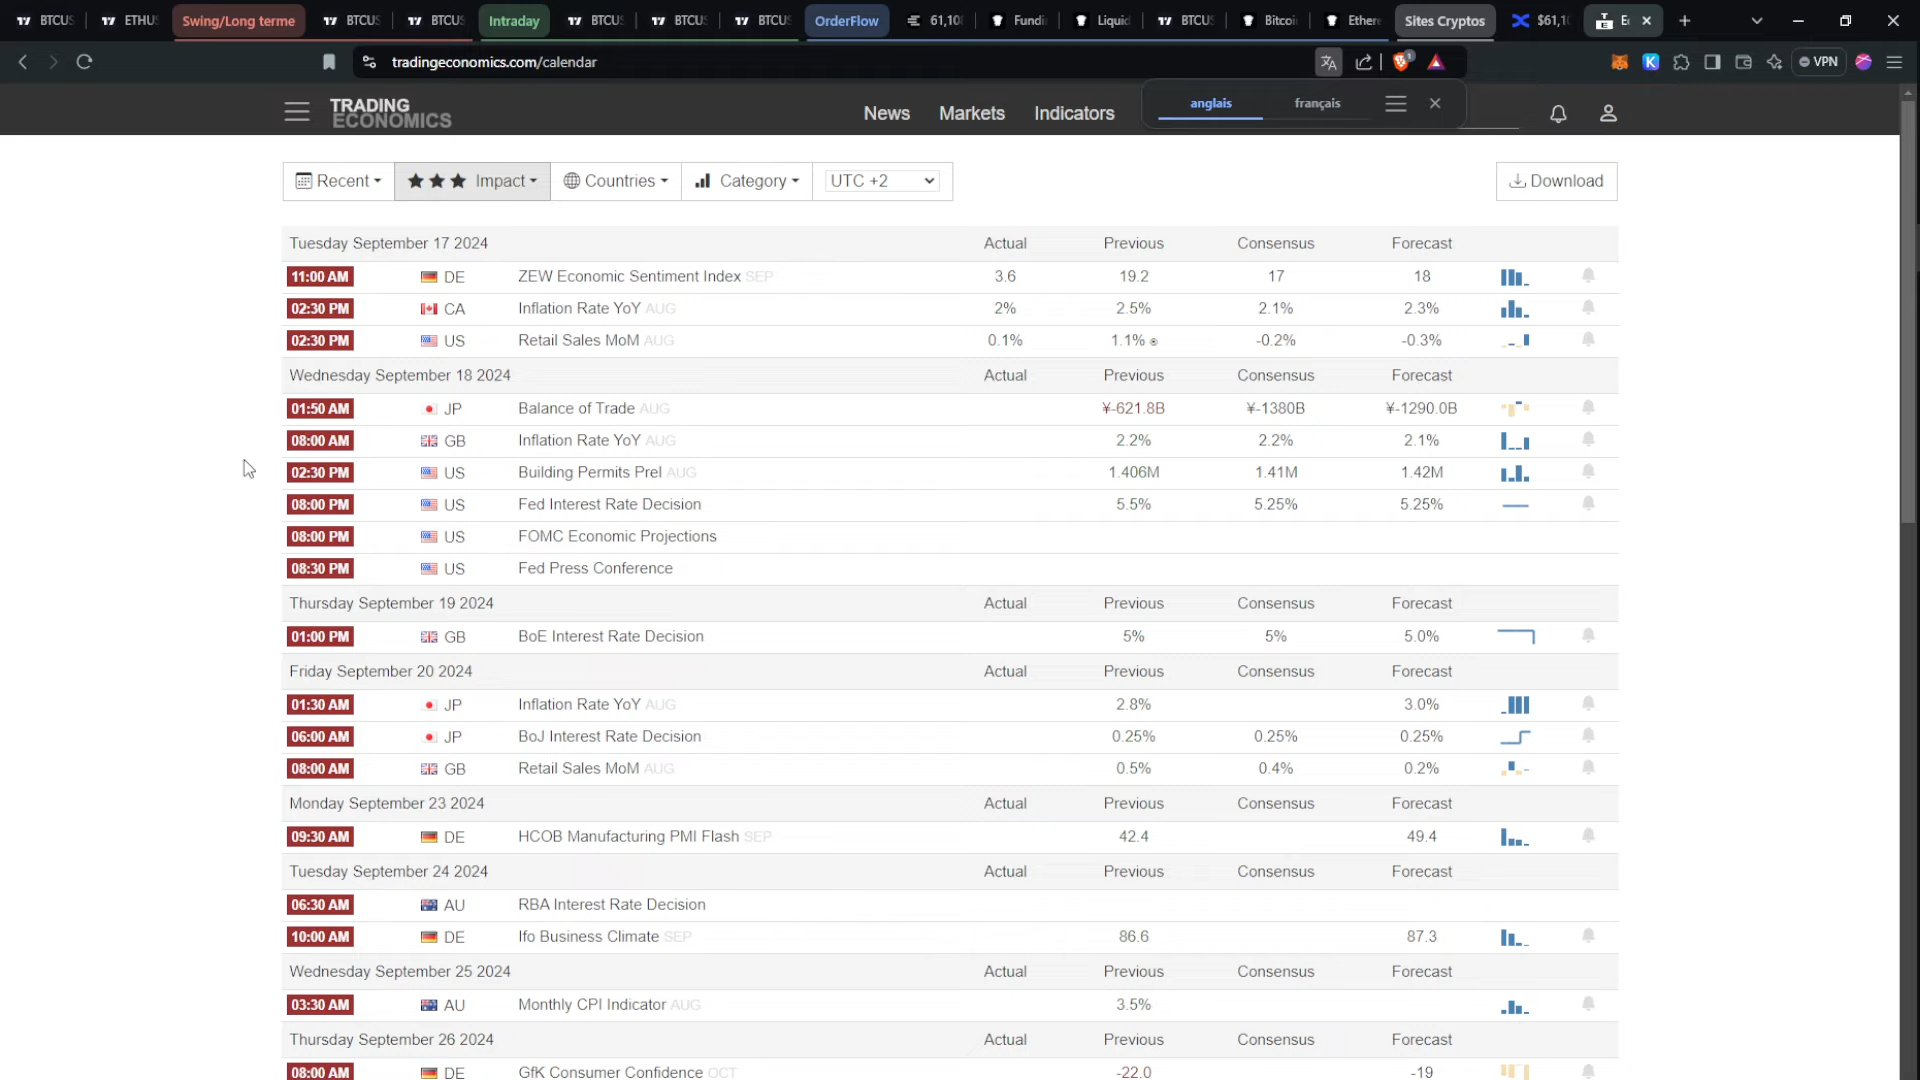 BTCUS ETHU Swing/Long terme BTCUS BTCUS Intraday BTCUS BTCUS BTCUS OrderFlow 61,10 Fundi Liquid BTCUS Bitcoi Ethere Sites Cryptos $61,1
tradingeconomics.com/calendar VPN
TRADING ECONOMICS News Markets Indicators anglais français
Recent Impact Countries Category UTC +2 Download
Tuesday September 17 2024 Actual Previous Consensus Forecast
11:00 AM DE ZEW Economic Sentiment Index SEP 3.6 19.2 17 18
02:30 PM CA Inflation Rate YoY AUG 2% 2.5% 2.1% 2.3%
02:30 PM US Retail Sales MoM AUG 0.1% 1.1% -0.2% -0.3%
Wednesday September 18 2024 Actual Previous Consensus Forecast
01:50 AM JP Balance of Trade AUG ¥-621.8B ¥-1380B ¥-1290.0B
08:00 AM GB Inflation Rate YoY AUG 2.2% 2.2% 2.1%
02:30 PM US Building Permits Prel AUG 1.406M 1.41M 1.42M
08:00 PM US Fed Interest Rate Decision 5.5% 5.25% 5.25%
08:00 PM US FOMC Economic Projections
08:30 PM US Fed Press Conference
Thursday September 19 2024 Actual Previous Consensus Forecast
01:00 PM GB BoE Interest Rate Decision 5% 5% 5.0%
Friday September 20 2024 Actual Previous Consensus Forecast
01:30 AM JP Inflation Rate YoY AUG 2.8% 3.0%
06:00 AM JP BoJ Interest Rate Decision 0.25% 0.25% 0.25%
08:00 AM GB Retail Sales MoM AUG 0.5% 0.4% 0.2%
Monday September 23 2024 Actual Previous Consensus Forecast
09:30 AM DE HCOB Manufacturing PMI Flash SEP 42.4 49.4
Tuesday September 24 2024 Actual Previous Consensus Forecast
06:30 AM AU RBA Interest Rate Decision
10:00 AM DE Ifo Business Climate SEP 86.6 87.3
Wednesday September 25 2024 Actual Previous Consensus Forecast
03:30 AM AU Monthly CPI Indicator AUG 3.5%
Thursday September 26 2024 Actual Previous Consensus Forecast
08:00 AM DE GfK Consumer Confidence OCT -22.0 -19